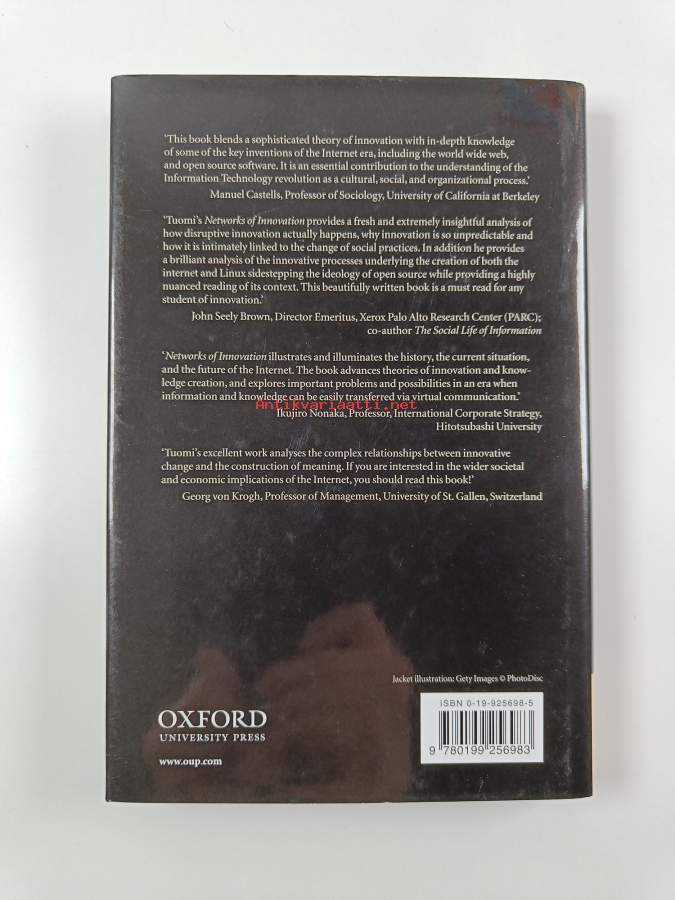 ‘This book blends a sophisticated theory of innovation with in-depth knowledge
of some of the key inventions of the Internet era, including the world wide web,
and open source software. It is an essential contribution to the understanding of the
Information Technology revolution as a cultural, social, and organizational process.’
Manuel Castells, Professor of Sociology, University of California at Berkeley
‘Tuomi’s Networks of Innovation provides a fresh and extremely insightful analysis of
how disruptive innovation actually happens, why innovation is so unpredictable and
how it is intimately linked to the change of social practices. In addition he provides
a brilliant analysis of the innovative processes underlying the creation of both the
internet and Linux sidestepping the ideology of open source while providing a highly
nuanced reading of its context. This beautifully written book is a must read for any
student of innovation.’
John Seely Brown, Director Emeritus, Xerox Palo Alto Research Center (PARC);
co-author The Social Life of Information
‘Networks of Innovation illustrates and illuminates the history, the current situation,
and the future of the Internet. The book advances theories of innovation and know-
ledge creation, and explores important problems and possibilities in an era when
information and knowledge can be easily transferred via virtual communication.’
Antikvariaatti.net
Ikujiro Nonaka, Professor, International Corporate Strategy,
Hitotsubashi University
‘Tuomi’s excellent work analyses the complex relationships between innovative
change and the construction of meaning. If you are interested in the wider societal
and economic implications of the Internet, you should read this book!’
Georg von Krogh, Professor of Management, University of St. Gallen, Switzerland
Jacket illustration: Gety Images © PhotoDisc
ISBN 0-19-925698-5
OXFORD
UNIVERSITY PRESS
www.oup.com
9 780199 256983